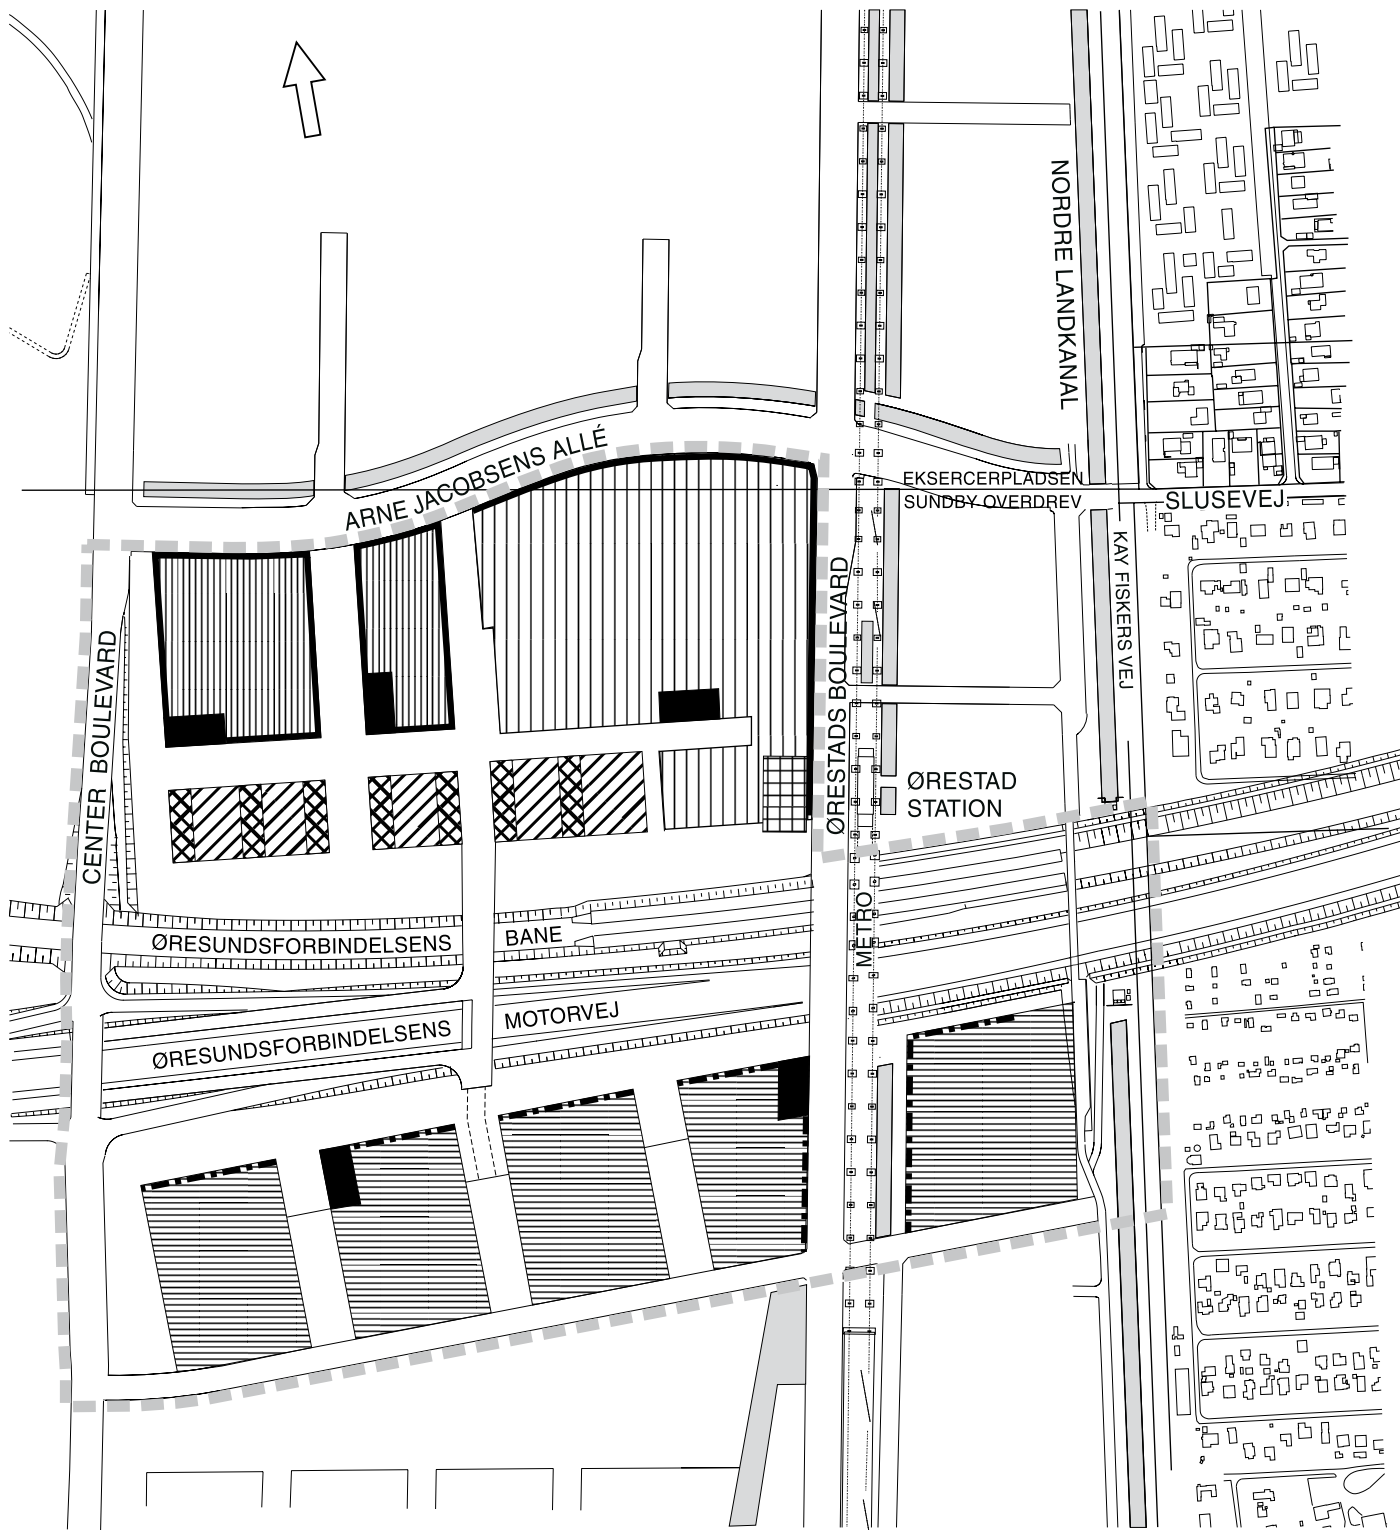 NORDRE LANDKANAL
ARNE JACOBSENS ALLÉ
EKSERCERPLADSEN
SUNDBY OVERDREV
SLUSEVEJ
KAY FISKERS VEJ
CENTER BOULEVARD
ØRESTADS BOULEVARD
ØRESTAD
STATION
METRO
ØRESUNDSFORBINDELSENS
BANE
ØRESUNDSFORBINDELSENS
MOTORVEJ